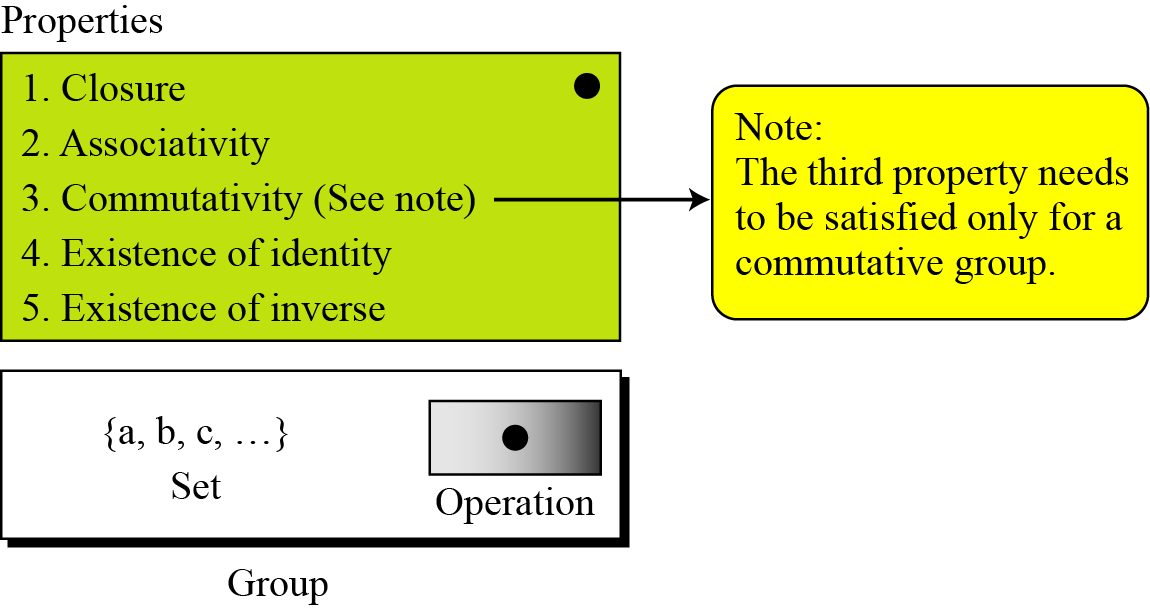 Properties
1. Closure
2. Associativity
3. Commutativity (See note)
4. Existence of identity
5. Existence of inverse
Note:
The third property needs
to be satisfied only for a
commutative group.
{a, b, c, …}
Set
Operation
Group